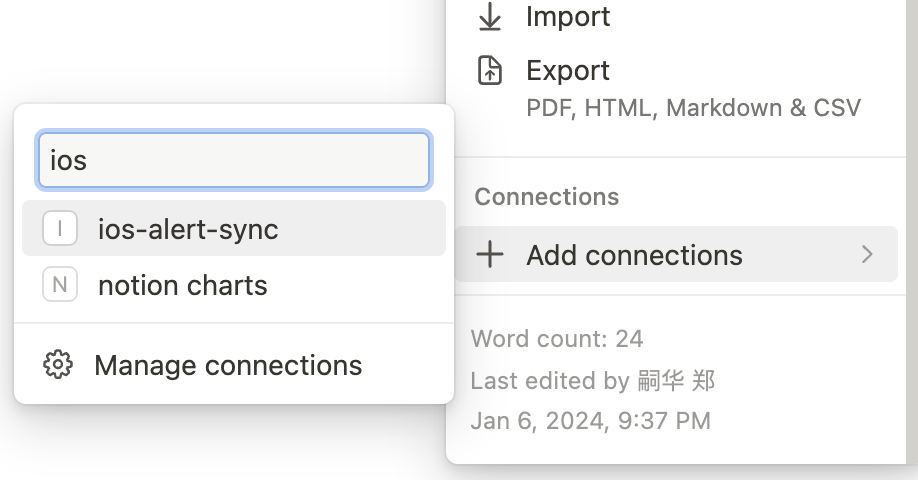 Import
Export
PDF, HTML, Markdown & CSV
ios
Connections
I ios-alert-sync
Add connections
N notion charts
Word count: 24
Manage connections
Last edited by 嗣华 郑
Jan 6, 2024, 9:37 PM